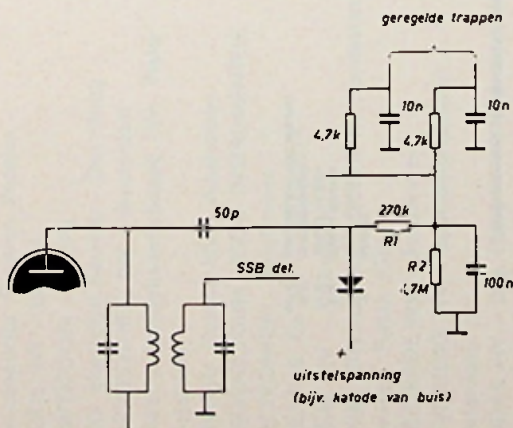 geregelde trappen
10n
10n
4,7k
4,7k
50p
270k
R1
SSB det.
R2
4,7M
100n
+
uitstelspanning
(bijv. katode van buis)